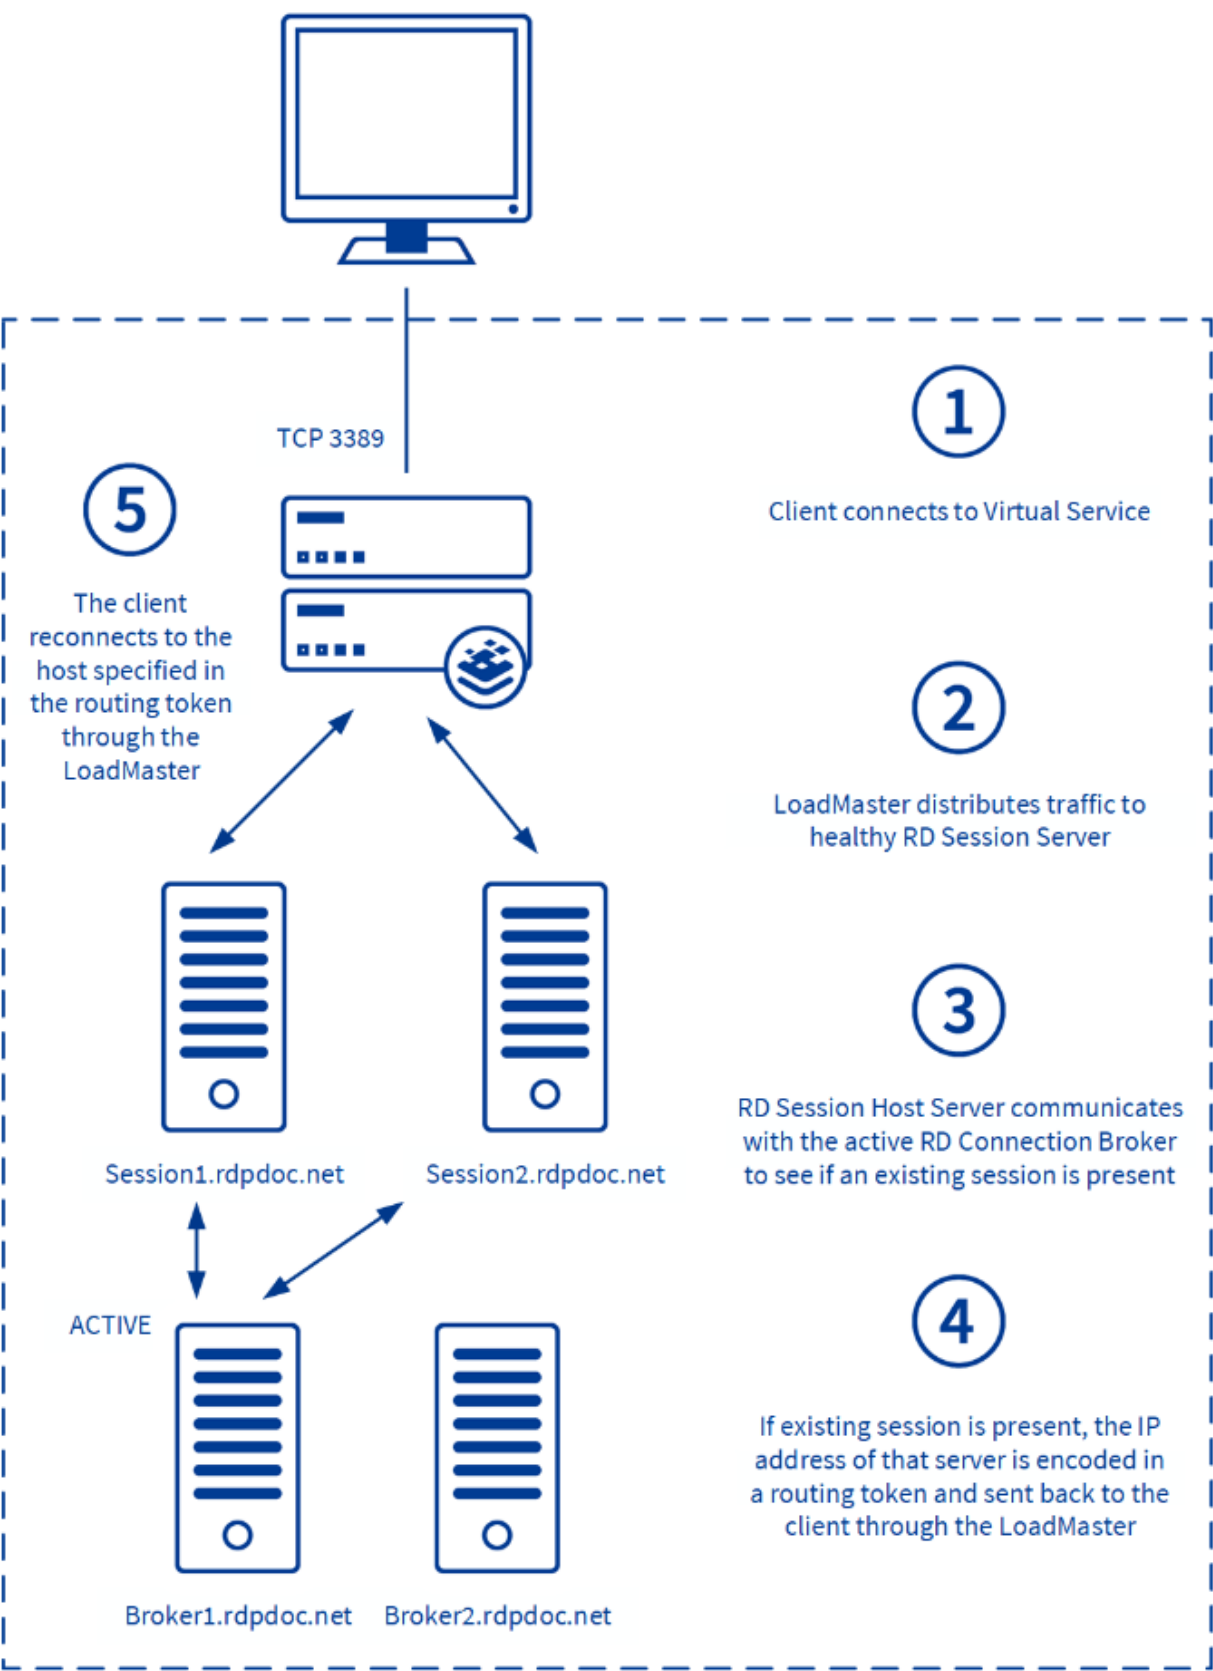 TCP 3389
5
The client
reconnects to the
host specified in
the routing token
through the
LoadMaster
1
Client connects to Virtual Service
2
LoadMaster distributes traffic to
healthy RD Session Server
3
RD Session Host Server communicates
with the active RD Connection Broker
to see if an existing session is present
4
If existing session is present, the IP
address of that server is encoded in
a routing token and sent back to the
client through the LoadMaster
Session1.rdpdoc.net
Session2.rdpdoc.net
ACTIVE
Broker1.rdpdoc.net
Broker2.rdpdoc.net